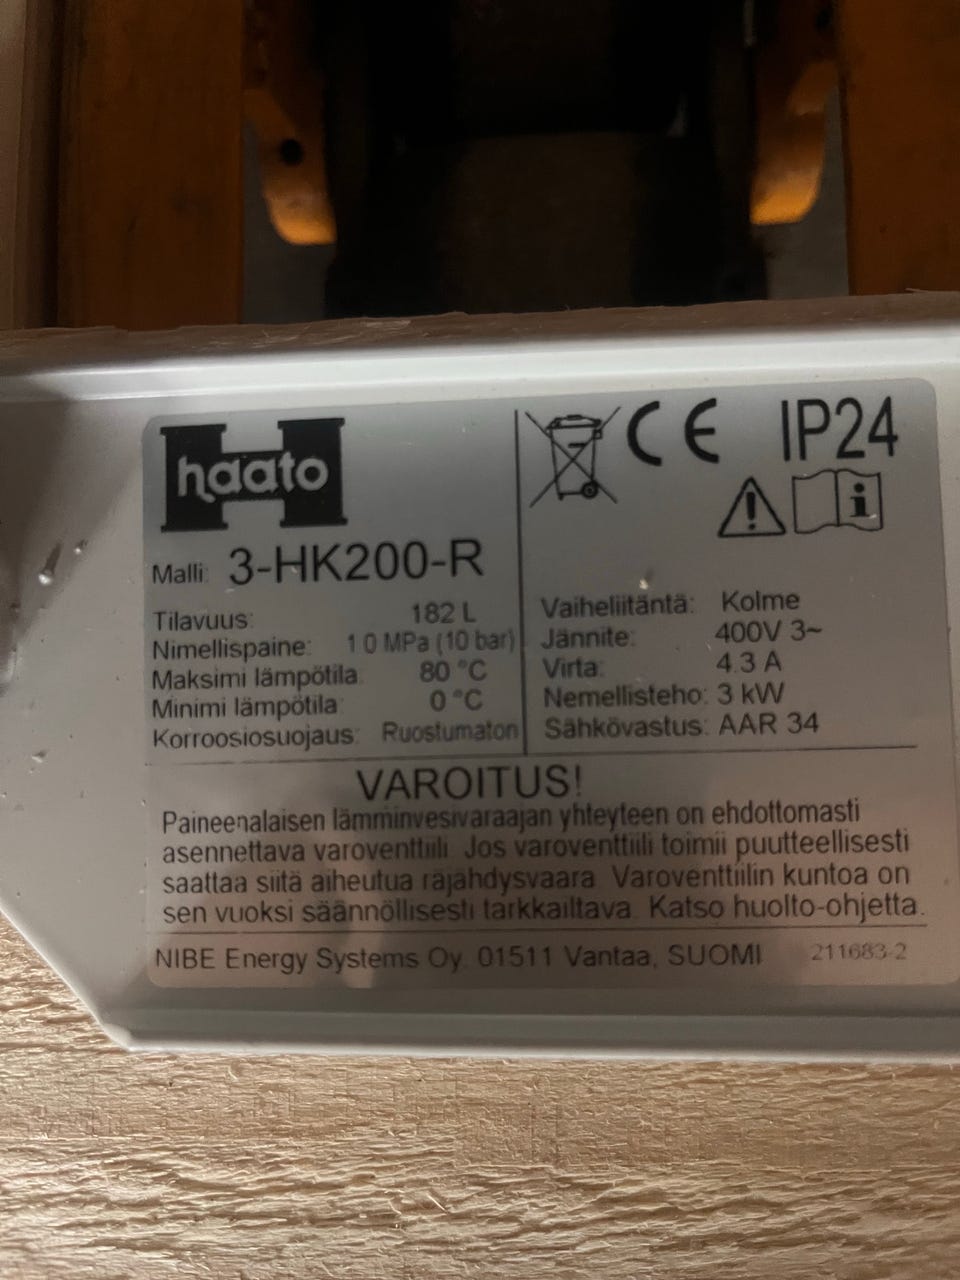 haato
Malli: 3-HK200-R
Tilavuus: 182 L
Nimellispaine: 1 0 MPa (10 bar)
Maksimi lämpötila 80 °C
Minimi lämpötila: 0 °C
Korroosiosuojaus: Ruostumaton
CE IP24
i
Vaiheliitäntä: Kolme
Jännite: 400V 3~
Virta: 4.3 A
Nemellisteho: 3 kW
Sähkövastus: AAR 34
VAROITUS!
Paineenalaisen lämminvesivaraajan yhteyteen on ehdottomasti
asennettava varoventtiili Jos varoventtiili toimii puutteellisesti
saattaa siitä aiheutua räjähdysvaara Varoventtiilin kuntoa on
sen vuoksi säännöllisesti tarkkailtava. Katso huolto-ohjetta.
NIBE Energy Systems Oy. 01511 Vantaa, SUOMI 211683-2